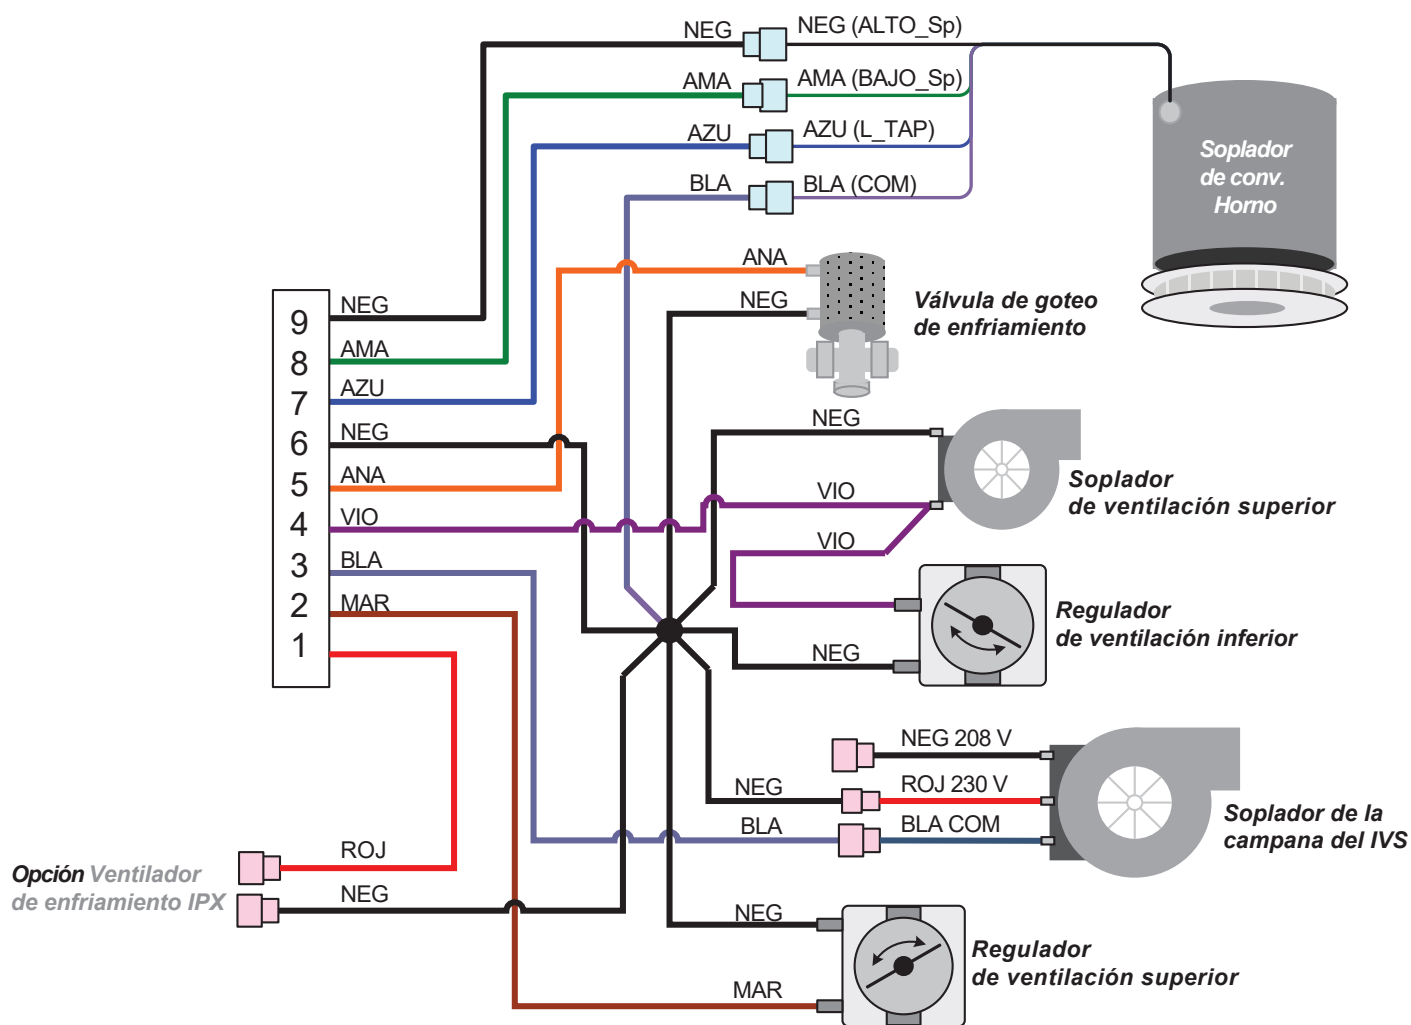 NEG
NEG (ALTO_Sp)
AMA
AMA (BAJO_Sp)
AZU
AZU (L_TAP)
BLA
BLA (COM)
Soplador
de conv.
Horno
ANA
NEG
Válvula de goteo
de enfriamiento
9
NEG
8
AMA
7
AZU
6
NEG
5
ANA
4
VIO
3
BLA
2
MAR
1
NEG
VIO
VIO
Soplador
de ventilación superior
Regulador
de ventilación inferior
NEG
NEG 208 V
NEG
ROJ 230 V
BLA
BLA COM
Soplador de la
campana del IVS
ROJ
NEG
Opción Ventilador
de enfriamiento IPX
NEG
MAR
Regulador
de ventilación superior